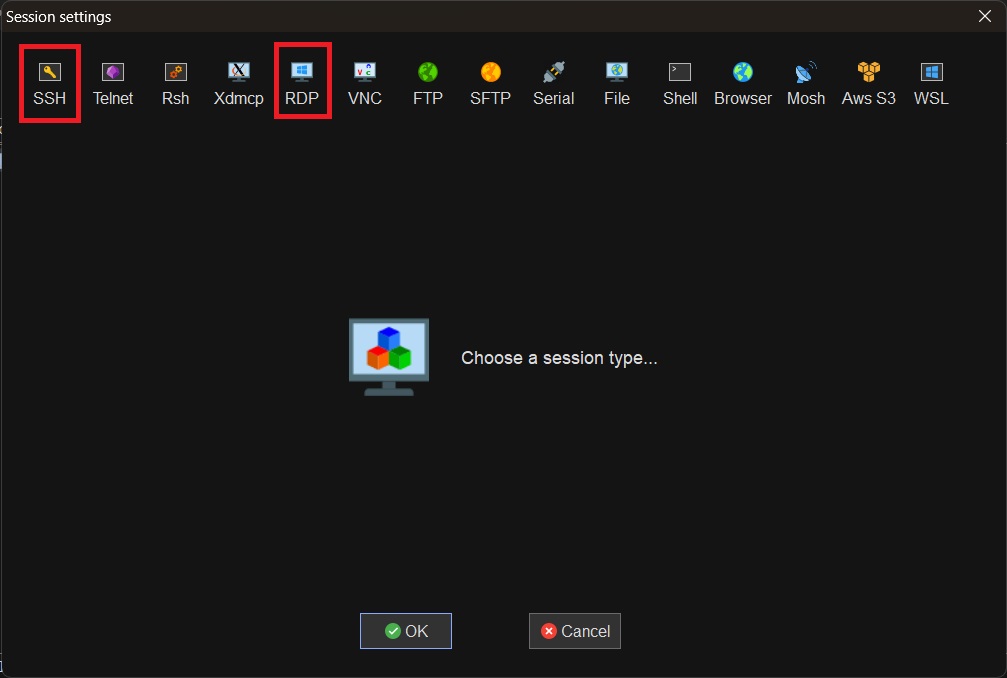 Session settings
SSH Telnet Rsh Xdmcp RDP VNC FTP SFTP Serial File Shell Browser Mosh Aws S3 WSL
Choose a session type...
OK Cancel